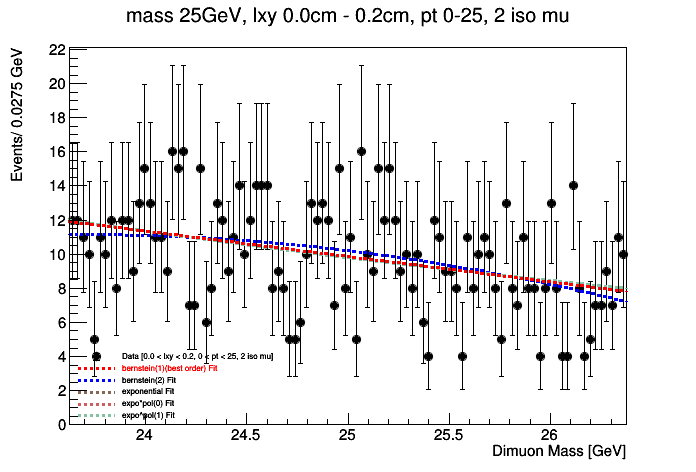 mass 25GeV, lxy 0.0cm - 0.2cm, pt 0-25, 2 iso mu
Events/ 0.0275 GeV
22
20
18
16
14
12
10
8
6
4
2
0
Data [0.0 < lxy < 0.2, 0 < pt < 25, 2 iso mu]
bernstein(1)(best order) Fit
bernstein(2) Fit
exponential Fit
expo*pol(0) Fit
expo*pol(1) Fit
24 24.5 25 25.5 26
Dimuon Mass [GeV]